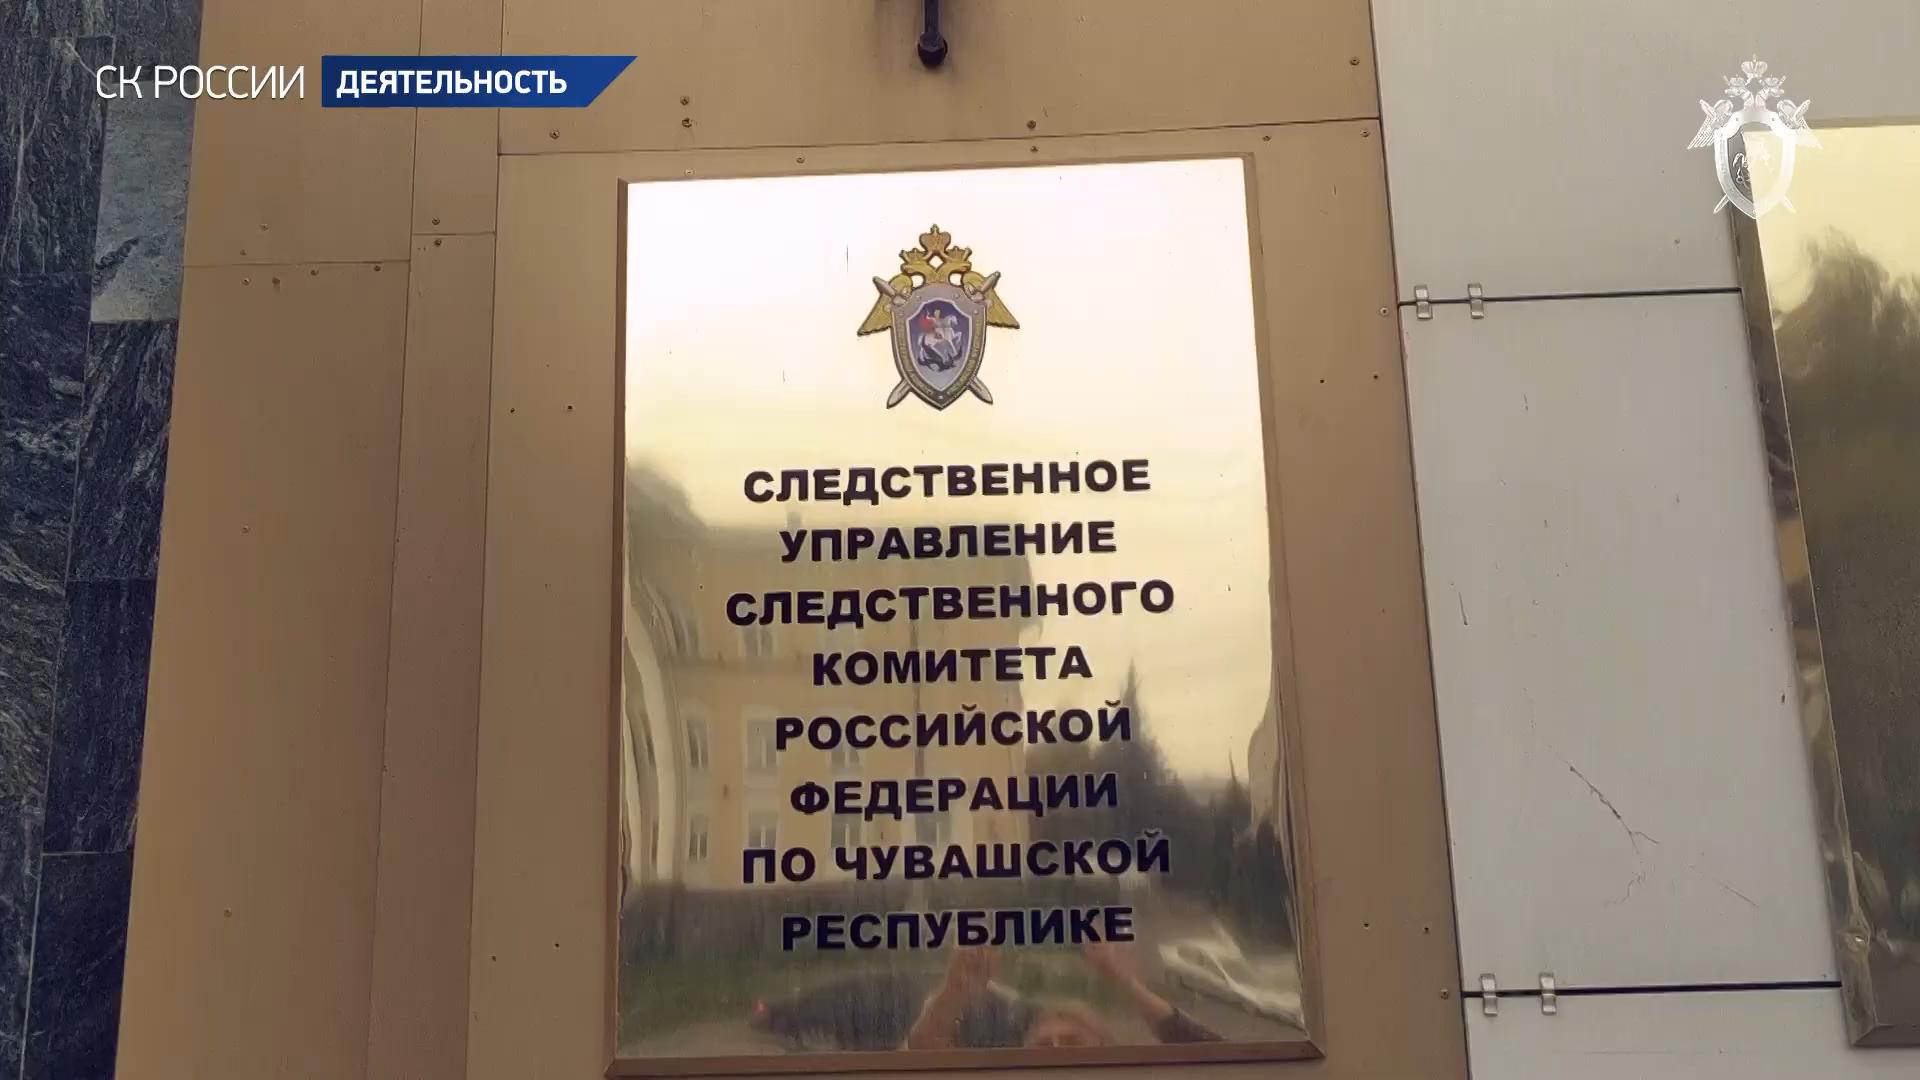 СК РОССИИ ДЕЯТЕЛЬНОСТЬ
СЛЕДСТВЕННОЕ
УПРАВЛЕНИЕ
СЛЕДСТВЕННОГО
КОМИТЕТА
РОССИЙСКОЙ
ФЕДЕРАЦИИ
ПО ЧУВАШСКОЙ
РЕСПУБЛИКЕ